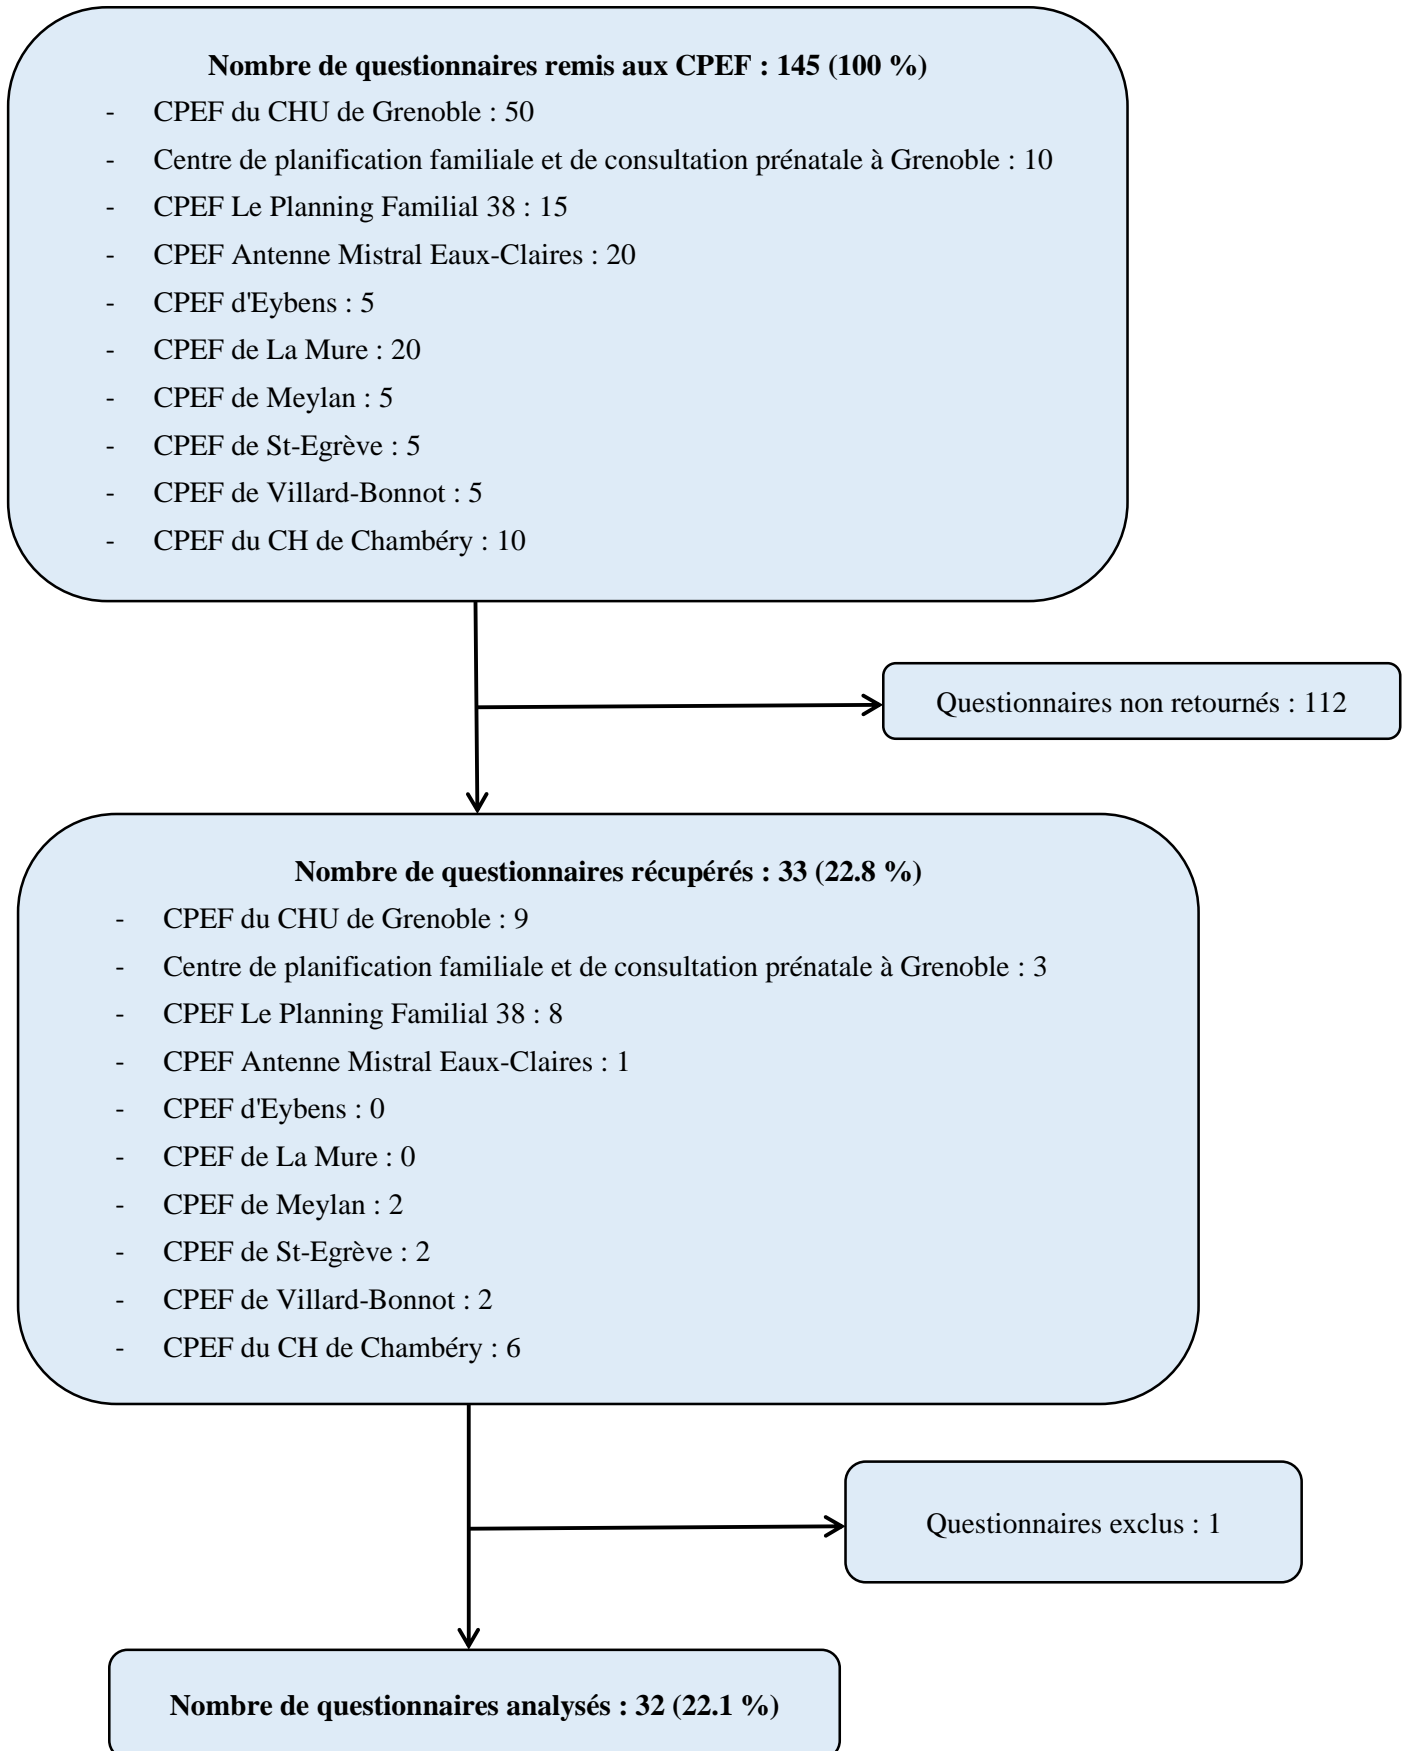 Nombre de questionnaires remis aux CPEF : 145 (100 %)
- CPEF du CHU de Grenoble : 50
- Centre de planification familiale et de consultation prénatale à Grenoble : 10
- CPEF Le Planning Familial 38 : 15
- CPEF Antenne Mistral Eaux-Claires : 20
- CPEF d'Eybens : 5
- CPEF de La Mure : 20
- CPEF de Meylan : 5
- CPEF de St-Egrève : 5
- CPEF de Villard-Bonnot : 5
- CPEF du CH de Chambéry : 10
Questionnaires non retournés : 112
Nombre de questionnaires récupérés : 33 (22.8 %)
- CPEF du CHU de Grenoble : 9
- Centre de planification familiale et de consultation prénatale à Grenoble : 3
- CPEF Le Planning Familial 38 : 8
- CPEF Antenne Mistral Eaux-Claires : 1
- CPEF d'Eybens : 0
- CPEF de La Mure : 0
- CPEF de Meylan : 2
- CPEF de St-Egrève : 2
- CPEF de Villard-Bonnot : 2
- CPEF du CH de Chambéry : 6
Questionnaires exclus : 1
Nombre de questionnaires analysés : 32 (22.1 %)